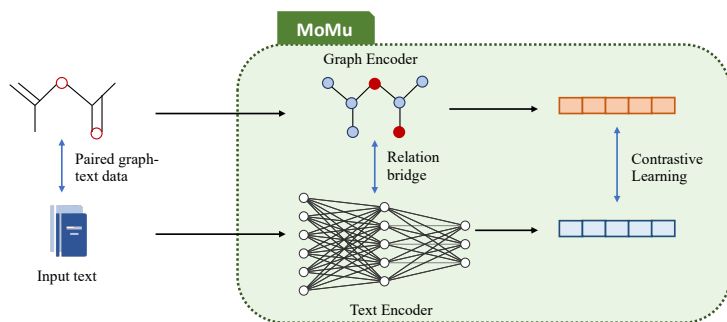 MoMu
Graph Encoder
Paired graph-
text data
Relation
bridge
Contrastive
Learning
Input text
Text Encoder